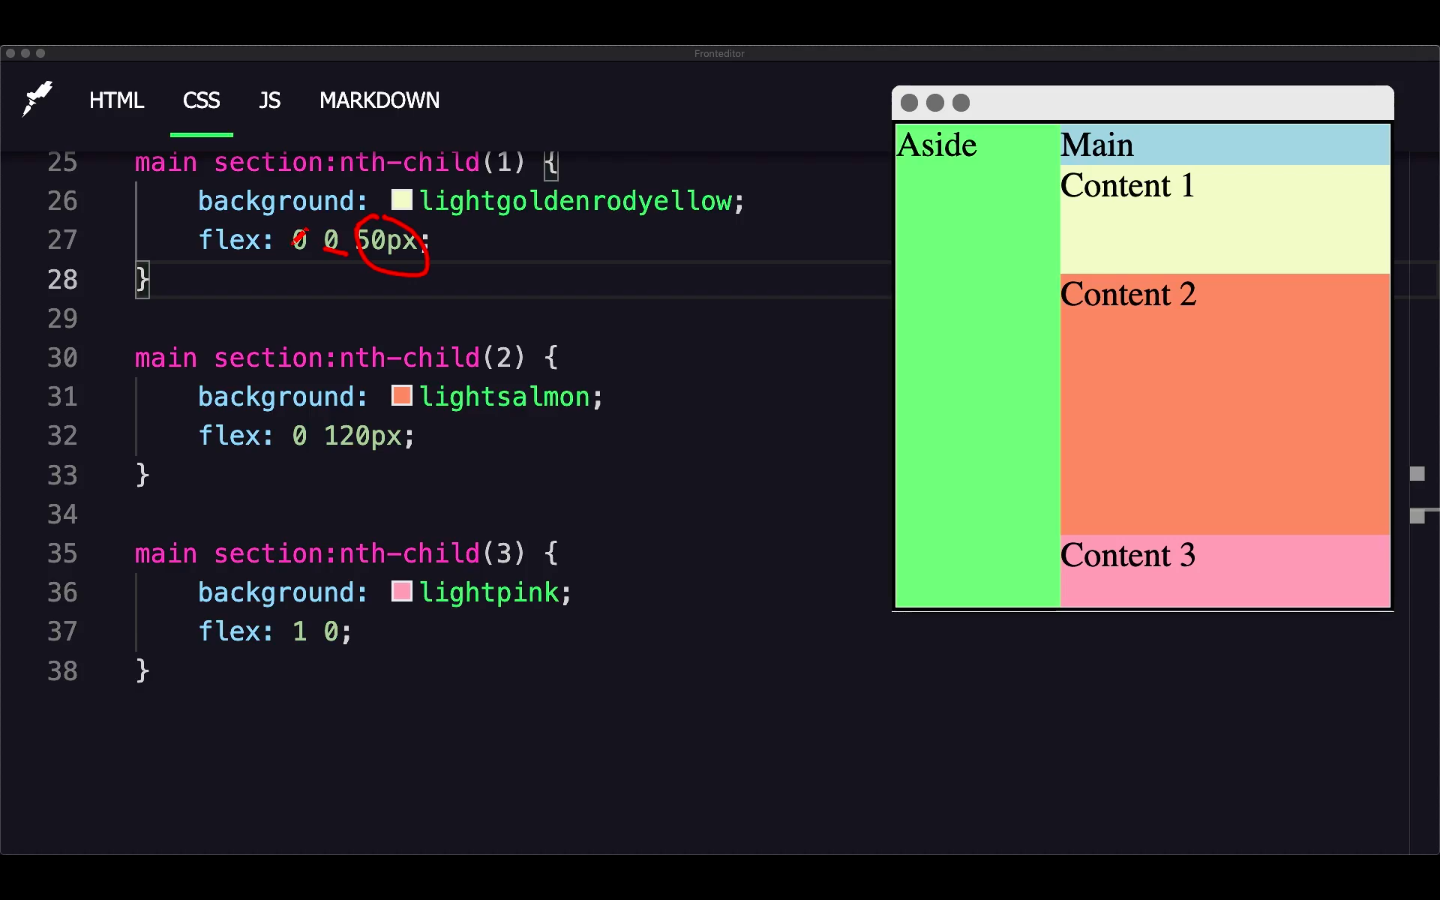 Fronteditor
HTML CSS JS MARKDOWN
25 main section:nth-child(1) {
26 background: lightgoldenrodyellow;
27 flex: 0 0 50px;
28 }
29
30 main section:nth-child(2) {
31 background: lightsalmon;
32 flex: 0 120px;
33 }
34
35 main section:nth-child(3) {
36 background: lightpink;
37 flex: 1 0;
38 }
Aside
Main
Content 1
Content 2
Content 3